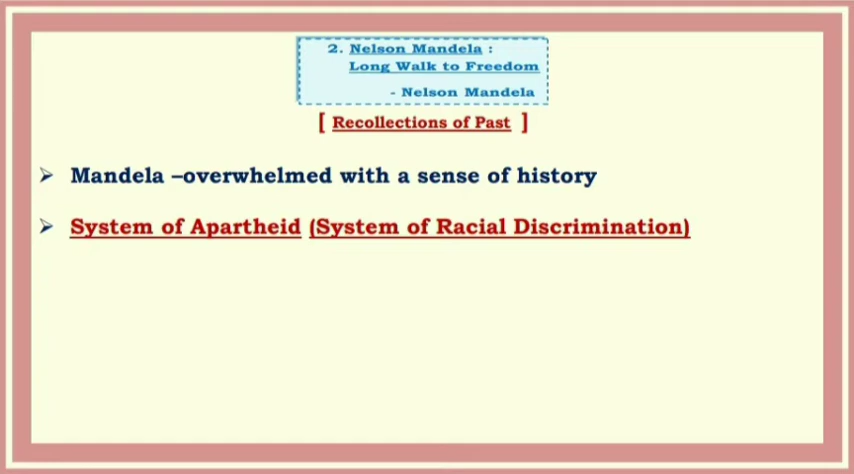 2. Nelson Mandela :
Long Walk to Freedom
- Nelson Mandela
[ Recollections of Past ]
➢ Mandela –overwhelmed with a sense of history
➢ System of Apartheid (System of Racial Discrimination)